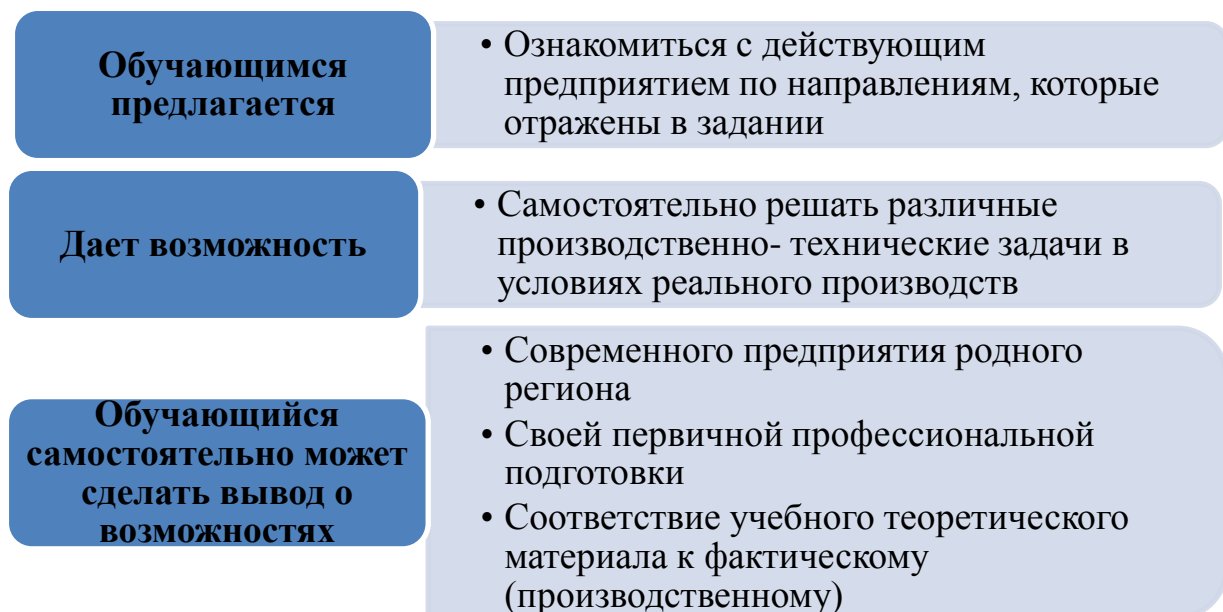 Обучающимся
предлагается
• Ознакомиться с действующим
предприятием по направлениям, которые
отражены в задании
Дает возможность
• Самостоятельно решать различные
производственно- технические задачи в
условиях реального производств
Обучающийся
самостоятельно может
сделать вывод о
возможностях
• Современного предприятия родного
региона
• Своей первичной профессиональной
подготовки
• Соответствие учебного теоретического
материала к фактическому
(производственному)